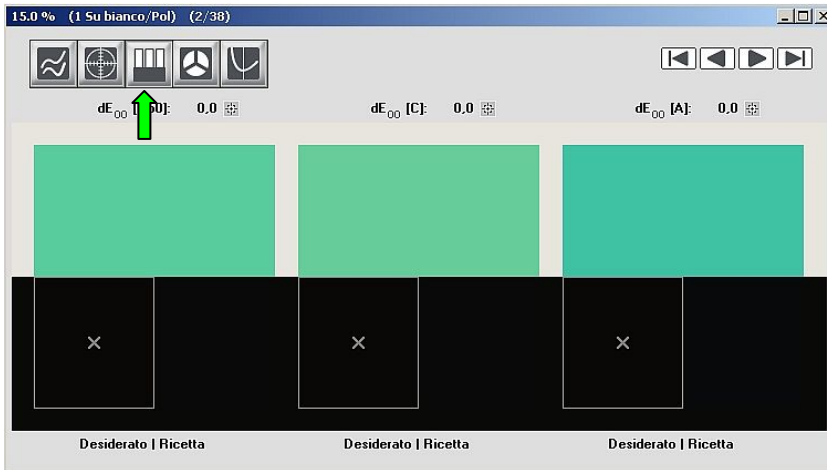 15.0 % (1 Su bianco/Pol) (2/38)
dE00 [ 50]: 0,0 dE00 [C]: 0,0 dE00 [A]: 0,0
Desiderato | Ricetta Desiderato | Ricetta Desiderato | Ricetta